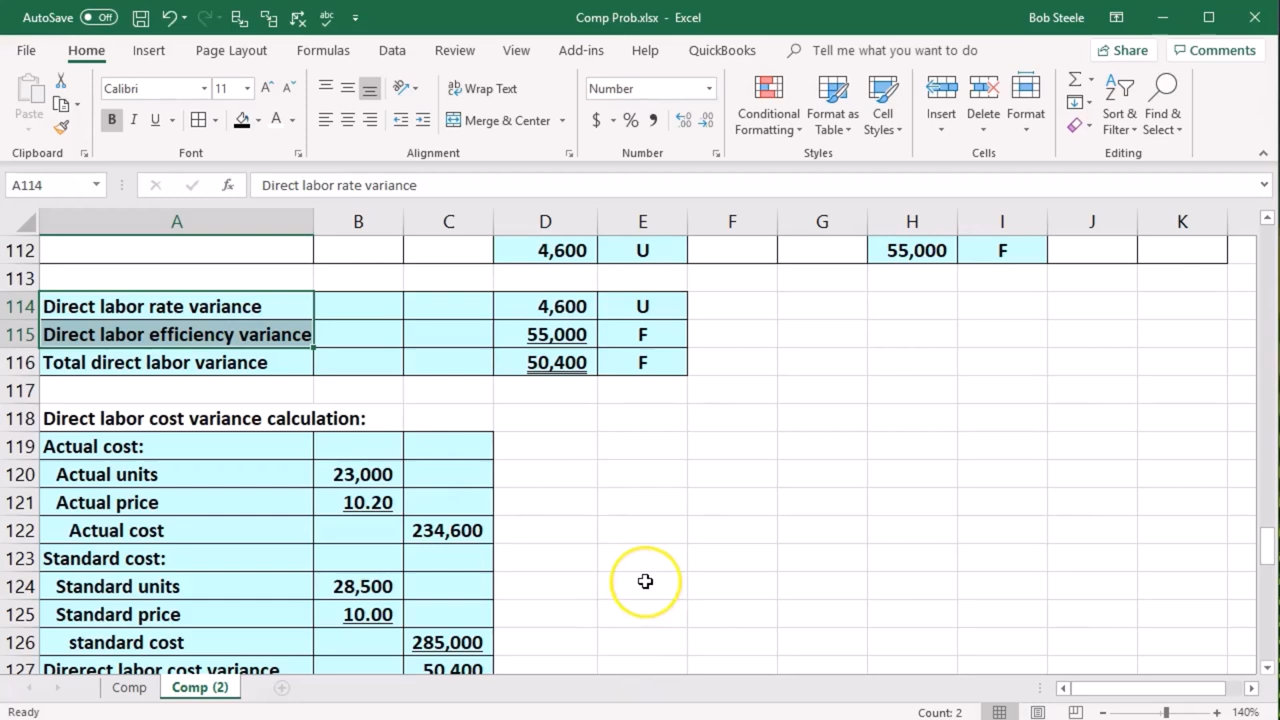 AutoSave Off Comp Prob.xlsx - Excel Bob Steele
File Home Insert Page Layout Formulas Data Review View Add-ins Help QuickBooks Tell me what you want to do Share Comments
Paste
Calibri 11
B I U A
Wrap Text
Merge & Center
Number
$ % ,
Conditional Formatting
Format as Table
Cell Styles
Insert Delete Format
Sort & Filter
Find & Select
Clipboard Font Alignment Number Styles Cells Editing
A114 fx Direct labor rate variance
A B C D E F G H I J K
112 4,600 U 55,000 F
113
114 Direct labor rate variance 4,600 U
115 Direct labor efficiency variance 55,000 F
116 Total direct labor variance 50,400 F
117
118 Direct labor cost variance calculation:
119 Actual cost:
120 Actual units 23,000
121 Actual price 10.20
122 Actual cost 234,600
123 Standard cost:
124 Standard units 28,500
125 Standard price 10.00
126 standard cost 285,000
127 Direrect labor cost variance 50,400
Comp Comp (2)
Ready Count: 2 140%